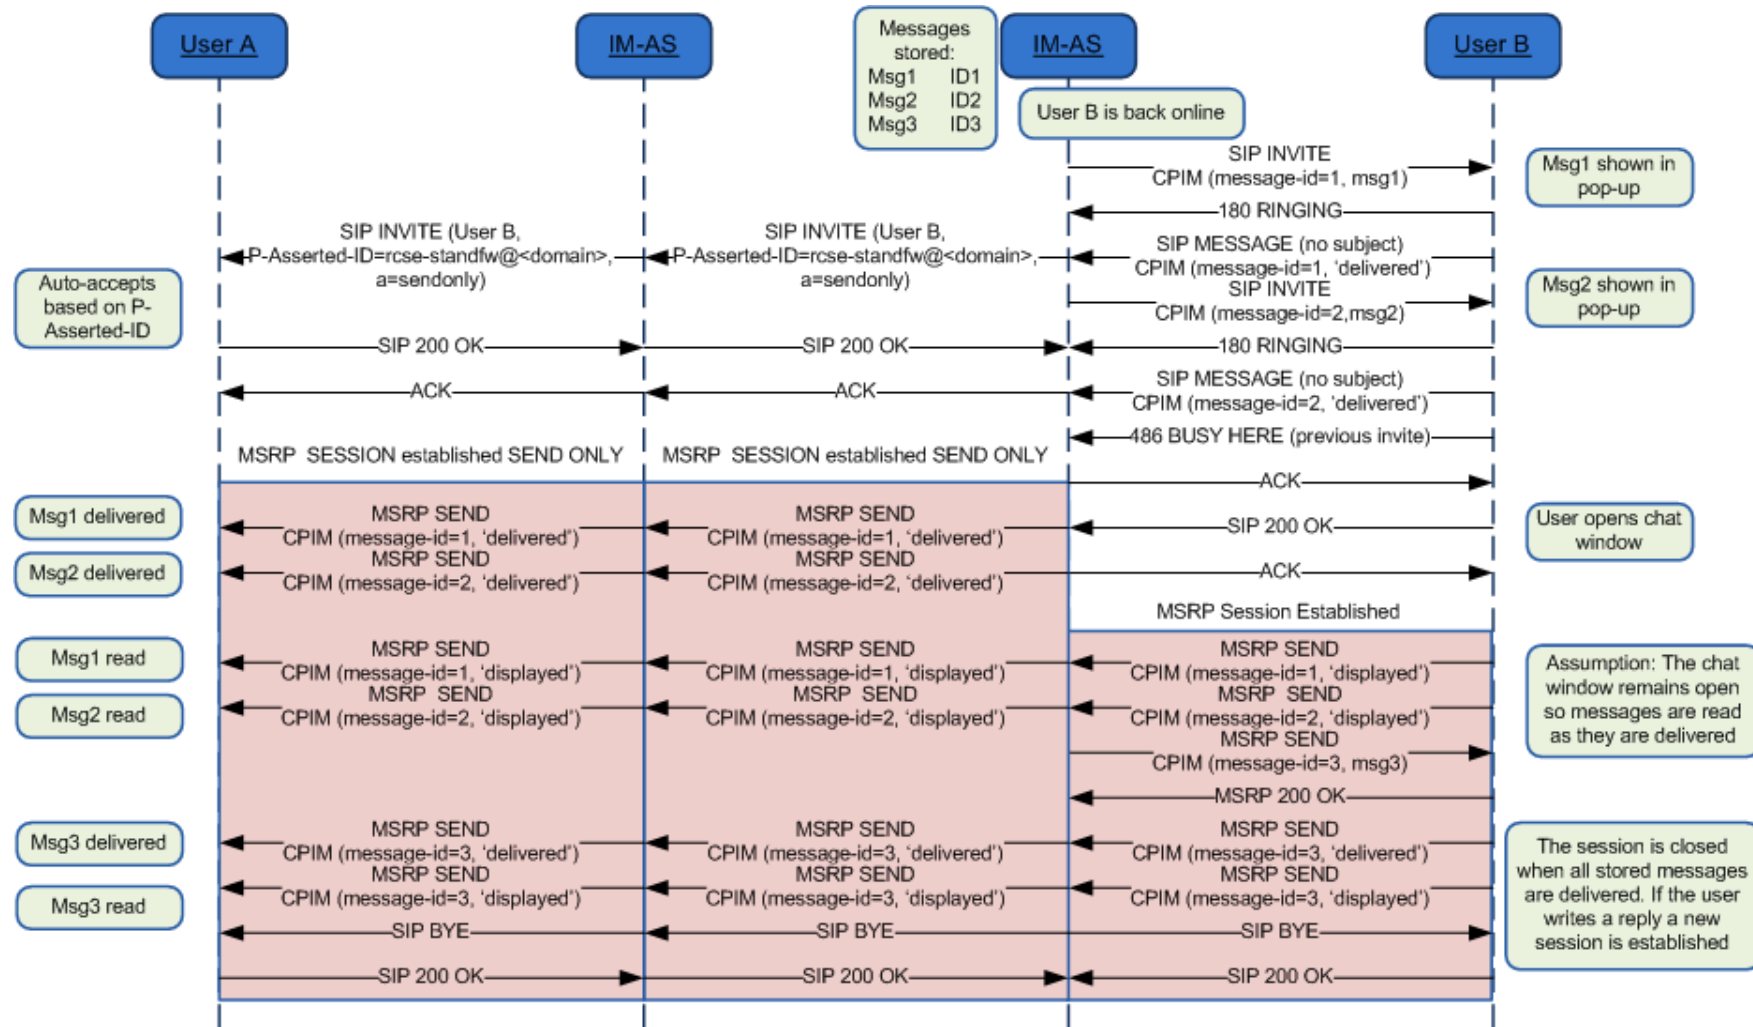 User A
IM-AS
Messages
stored:
Msg1 ID1
Msg2 ID2
Msg3 ID3
IM-AS
User B
User B is back online
SIP INVITE
CPIM (message-id=1, msg1)
Msg1 shown in
pop-up
180 RINGING
SIP INVITE (User B,
P-Asserted-ID=rcse-standfw@<domain>,
a=sendonly)
SIP INVITE (User B,
P-Asserted-ID=rcse-standfw@<domain>,
a=sendonly)
SIP MESSAGE (no subject)
CPIM (message-id=1, ‘delivered’)
Auto-accepts
based on P-
Asserted-ID
SIP INVITE
CPIM (message-id=2,msg2)
Msg2 shown in
pop-up
SIP 200 OK
SIP 200 OK
180 RINGING
ACK
ACK
SIP MESSAGE (no subject)
CPIM (message-id=2, ‘delivered’)
486 BUSY HERE (previous invite)
MSRP SESSION established SEND ONLY
MSRP SESSION established SEND ONLY
ACK
Msg1 delivered
MSRP SEND
CPIM (message-id=1, ‘delivered’)
MSRP SEND
CPIM (message-id=1, ‘delivered’)
SIP 200 OK
User opens chat
window
Msg2 delivered
MSRP SEND
CPIM (message-id=2, ‘delivered’)
MSRP SEND
CPIM (message-id=2, ‘delivered’)
ACK
MSRP Session Established
Msg1 read
MSRP SEND
CPIM (message-id=1, ‘displayed’)
MSRP SEND
CPIM (message-id=1, ‘displayed’)
MSRP SEND
CPIM (message-id=1, ‘displayed’)
Assumption: The chat
window remains open
so messages are read
as they are delivered
Msg2 read
MSRP SEND
CPIM (message-id=2, ‘displayed’)
MSRP SEND
CPIM (message-id=2, ‘displayed’)
MSRP SEND
CPIM (message-id=2, ‘displayed’)
MSRP SEND
CPIM (message-id=3, msg3)
MSRP 200 OK
Msg3 delivered
MSRP SEND
CPIM (message-id=3, ‘delivered’)
MSRP SEND
CPIM (message-id=3, ‘delivered’)
MSRP SEND
CPIM (message-id=3, ‘delivered’)
The session is closed
when all stored messages
are delivered. If the user
writes a reply a new
session is established
Msg3 read
MSRP SEND
CPIM (message-id=3, ‘displayed’)
MSRP SEND
CPIM (message-id=3, ‘displayed’)
MSRP SEND
CPIM (message-id=3, ‘displayed’)
SIP BYE
SIP BYE
SIP BYE
SIP 200 OK
SIP 200 OK
SIP 200 OK